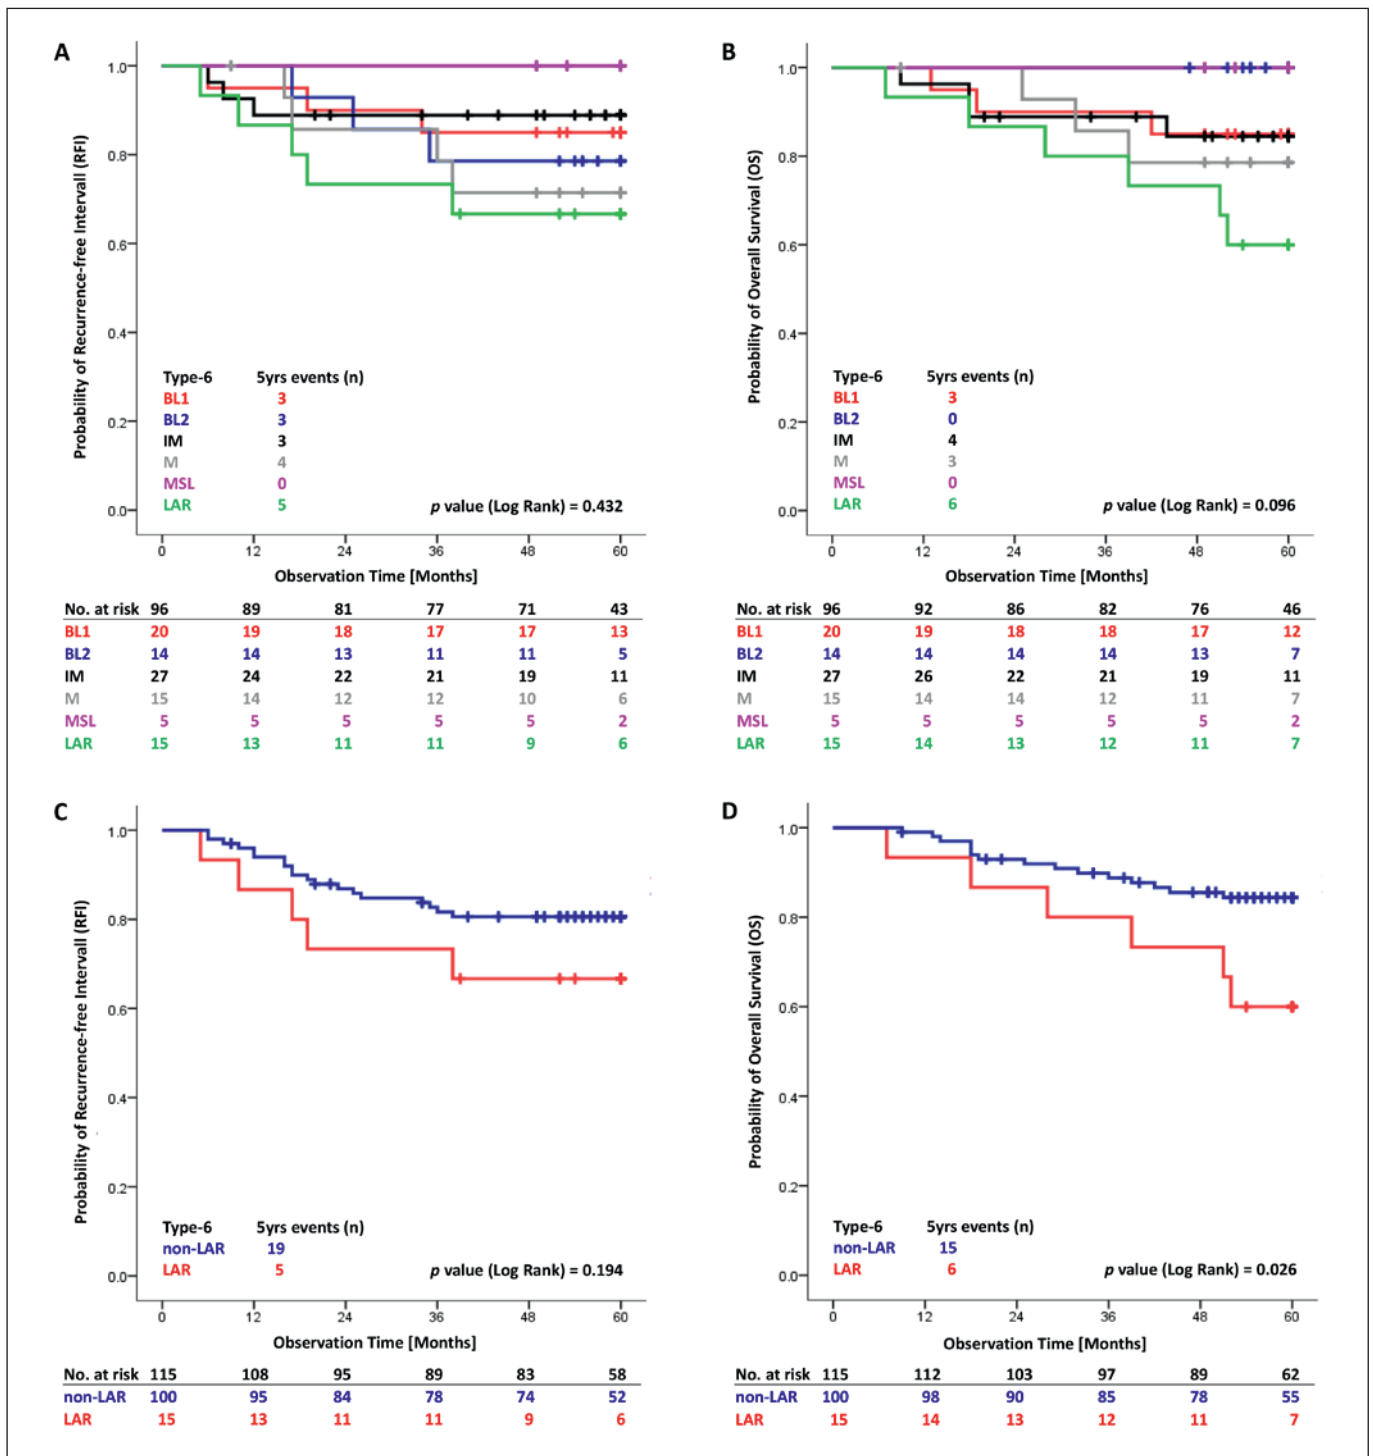 A
Probability of Recurrence-free Intervall (RFI)
1.0
0.8
0.6
0.4
0.2
0.0
Type-6 5yrs events (n)
BL1 3
BL2 3
IM 3
M 4
MSL 0
LAR 5
p value (Log Rank) = 0.432
0 12 24 36 48 60
Observation Time [Months]
No. at risk 96 89 81 77 71 43
BL1 20 19 18 17 17 13
BL2 14 14 13 11 11 5
IM 27 24 22 21 19 11
M 15 14 12 12 10 6
MSL 5 5 5 5 5 2
LAR 15 13 11 11 9 6
B
Probability of Overall Survival (OS)
1.0
0.8
0.6
0.4
0.2
0.0
Type-6 5yrs events (n)
BL1 3
BL2 0
IM 4
M 3
MSL 0
LAR 6
p value (Log Rank) = 0.096
0 12 24 36 48 60
Observation Time [Months]
No. at risk 96 92 86 82 76 46
BL1 20 19 18 18 17 12
BL2 14 14 14 14 13 7
IM 27 26 22 21 19 11
M 15 14 14 12 11 7
MSL 5 5 5 5 5 2
LAR 15 14 13 12 11 7
C
Probability of Recurrence-free Intervall (RFI)
1.0
0.8
0.6
0.4
0.2
0.0
Type-6 5yrs events (n)
non-LAR 19
LAR 5
p value (Log Rank) = 0.194
0 12 24 36 48 60
Observation Time [Months]
No. at risk 115 108 95 89 83 58
non-LAR 100 95 84 78 74 52
LAR 15 13 11 11 9 6
D
Probability of Overall Survival (OS)
1.0
0.8
0.6
0.4
0.2
0.0
Type-6 5yrs events (n)
non-LAR 15
LAR 6
p value (Log Rank) = 0.026
0 12 24 36 48 60
Observation Time [Months]
No. at risk 115 112 103 97 89 62
non-LAR 100 98 90 85 78 55
LAR 15 14 13 12 11 7